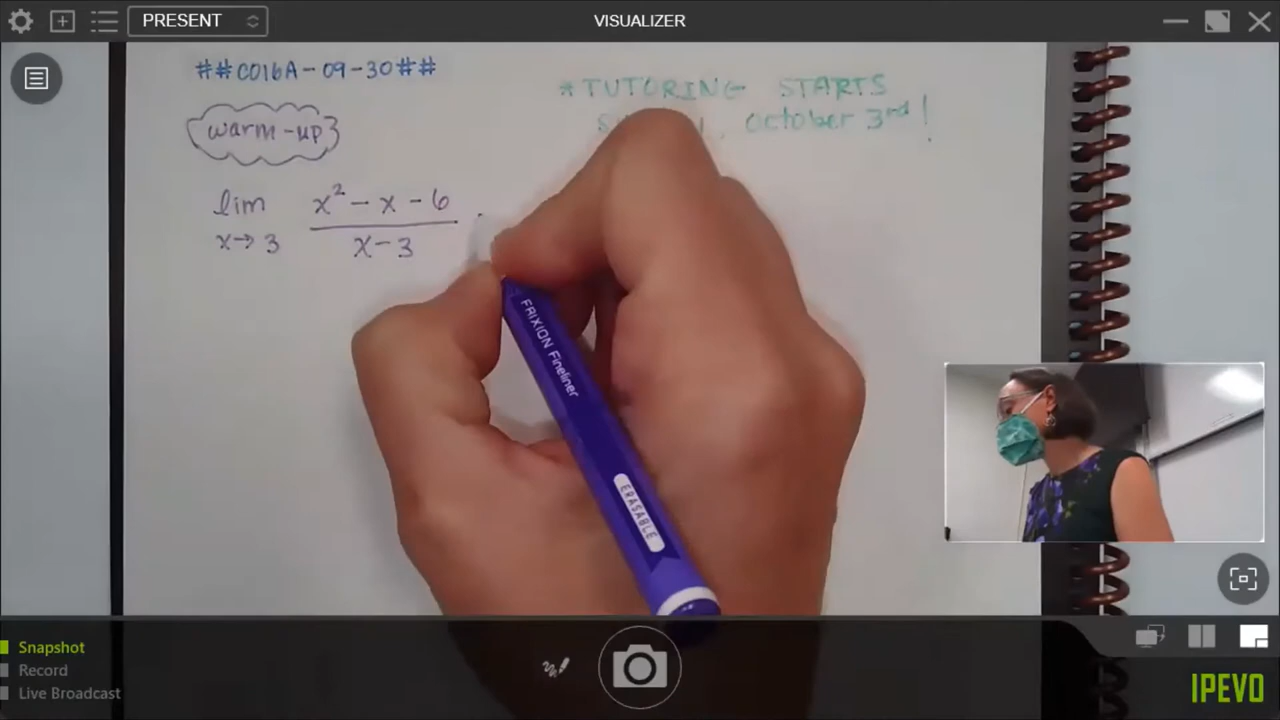 PRESENT
VISUALIZER
##C016A-09-30##
*TUTORING STARTS
October 3rd!
warm-up
lim x→3 x² - x - 6 / x - 3
FRIXION Fineliner
ERASABLE
Snapshot
Record
Live Broadcast
IPEVO